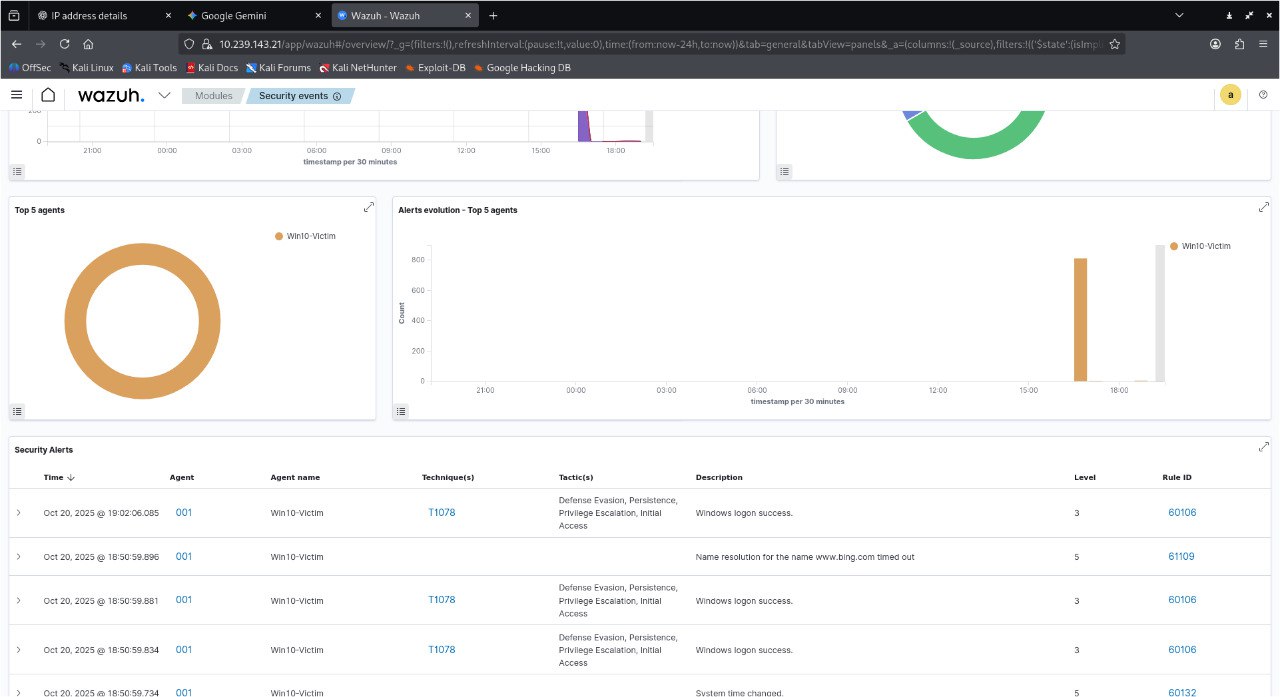 IP address details
Google Gemini
Wazuh - Wazuh
10.239.143.21/app/wazuh#/overview/?_g=(filters:!(),refreshInterval:(pause:!t,value:0),time:(from:now-24h,to:now))&tab=general&tabView=panels&_a=(columns:!(_source),filters:!(('$state':(isImp
OffSec Kali Linux Kali Tools Kali Docs Kali Forums Kali NetHunter Exploit-DB Google Hacking DB
wazuh. Modules Security events a
200
0
21:00 00:00 03:00 06:00 09:00 12:00 15:00 18:00
timestamp per 30 minutes
Top 5 agents
Win10-Victim
Alerts evolution - Top 5 agents
Win10-Victim
800
600
400
200
0
Count
21:00 00:00 03:00 06:00 09:00 12:00 15:00 18:00
timestamp per 30 minutes
Security Alerts
Time Agent Agent name Technique(s) Tactic(s) Description Level Rule ID
Oct 20, 2025 @ 19:02:06.085 001 Win10-Victim T1078 Defense Evasion, Persistence, Privilege Escalation, Initial Access Windows logon success. 3 60106
Oct 20, 2025 @ 18:50:59.896 001 Win10-Victim Name resolution for the name www.bing.com timed out 5 61109
Oct 20, 2025 @ 18:50:59.881 001 Win10-Victim T1078 Defense Evasion, Persistence, Privilege Escalation, Initial Access Windows logon success. 3 60106
Oct 20, 2025 @ 18:50:59.834 001 Win10-Victim T1078 Defense Evasion, Persistence, Privilege Escalation, Initial Access Windows logon success. 3 60106
Oct 20, 2025 @ 18:50:59.734 001 Win10-Victim System time changed. 5 60132